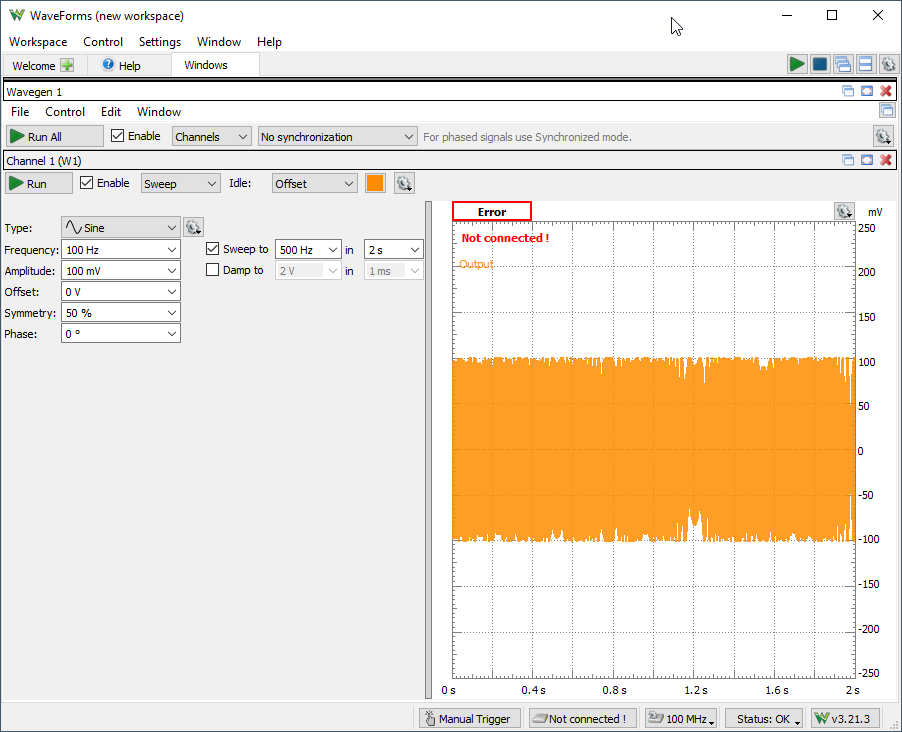 WaveForms (new workspace)
Workspace Control Settings Window Help
Welcome Help Windows
Wavegen 1
File Control Edit Window
Run All Enable Channels No synchronization For phased signals use Synchronized mode.
Channel 1 (W1)
Run Enable Sweep Idle: Offset
Type: Sine
Frequency: 100 Hz Sweep to 500 Hz in 2 s
Amplitude: 100 mV Damp to 2 V in 1 ms
Offset: 0 V
Symmetry: 50 %
Phase: 0 º
Error mV
Not connected !
Output
250
200
150
100
50
0
-50
-100
-150
-200
-250
0 s 0.4 s 0.8 s 1.2 s 1.6 s 2 s
Manual Trigger Not connected ! 100 MHz Status: OK v3.21.3